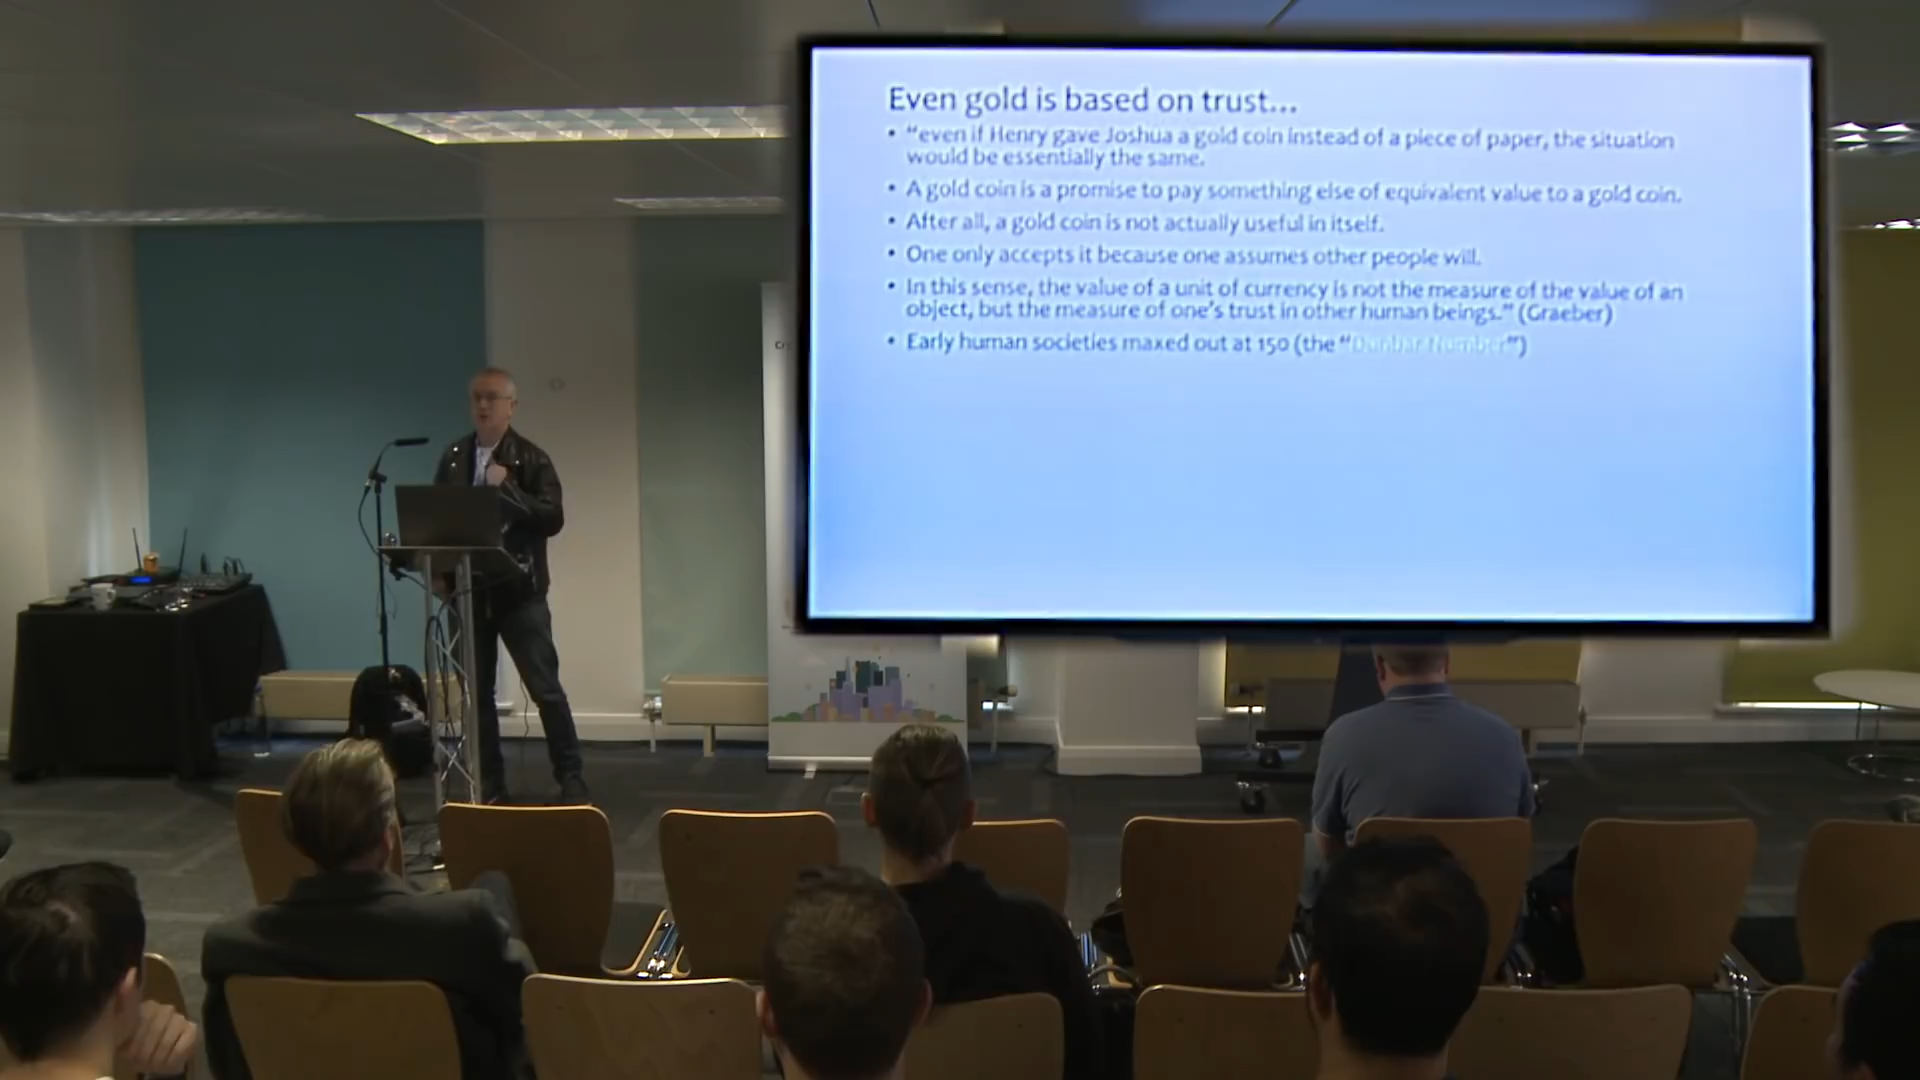 Even gold is based on trust...
• “even if Henry gave Joshua a gold coin instead of a piece of paper, the situation
would be essentially the same.
• A gold coin is a promise to pay something else of equivalent value to a gold coin.
• After all, a gold coin is not actually useful in itself.
• One only accepts it because one assumes other people will.
• In this sense, the value of a unit of currency is not the measure of the value of an
object, but the measure of one’s trust in other human beings.” (Graeber)
• Early human societies maxed out at 150 (the “Dunbar Number”)